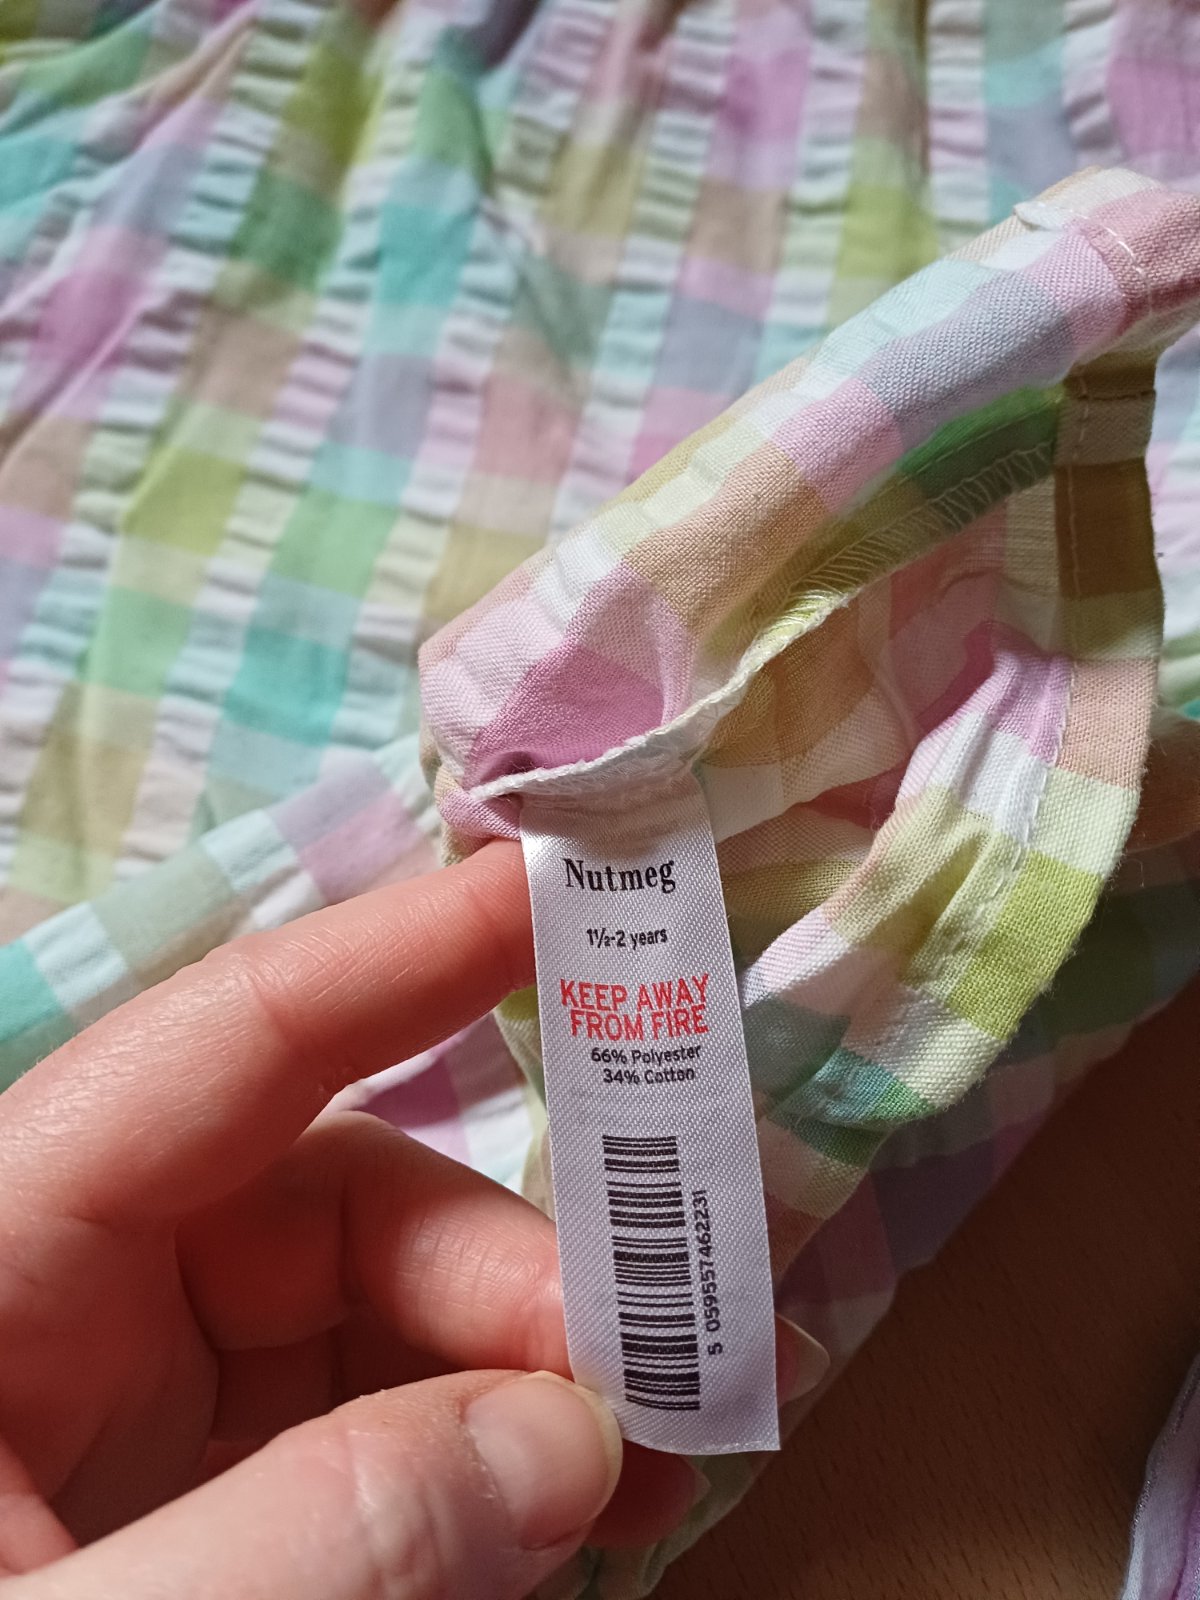 Nutmeg
1½-2 years
KEEP AWAY
FROM FIRE
66% Polyester
34% Cotton
5 059557462231